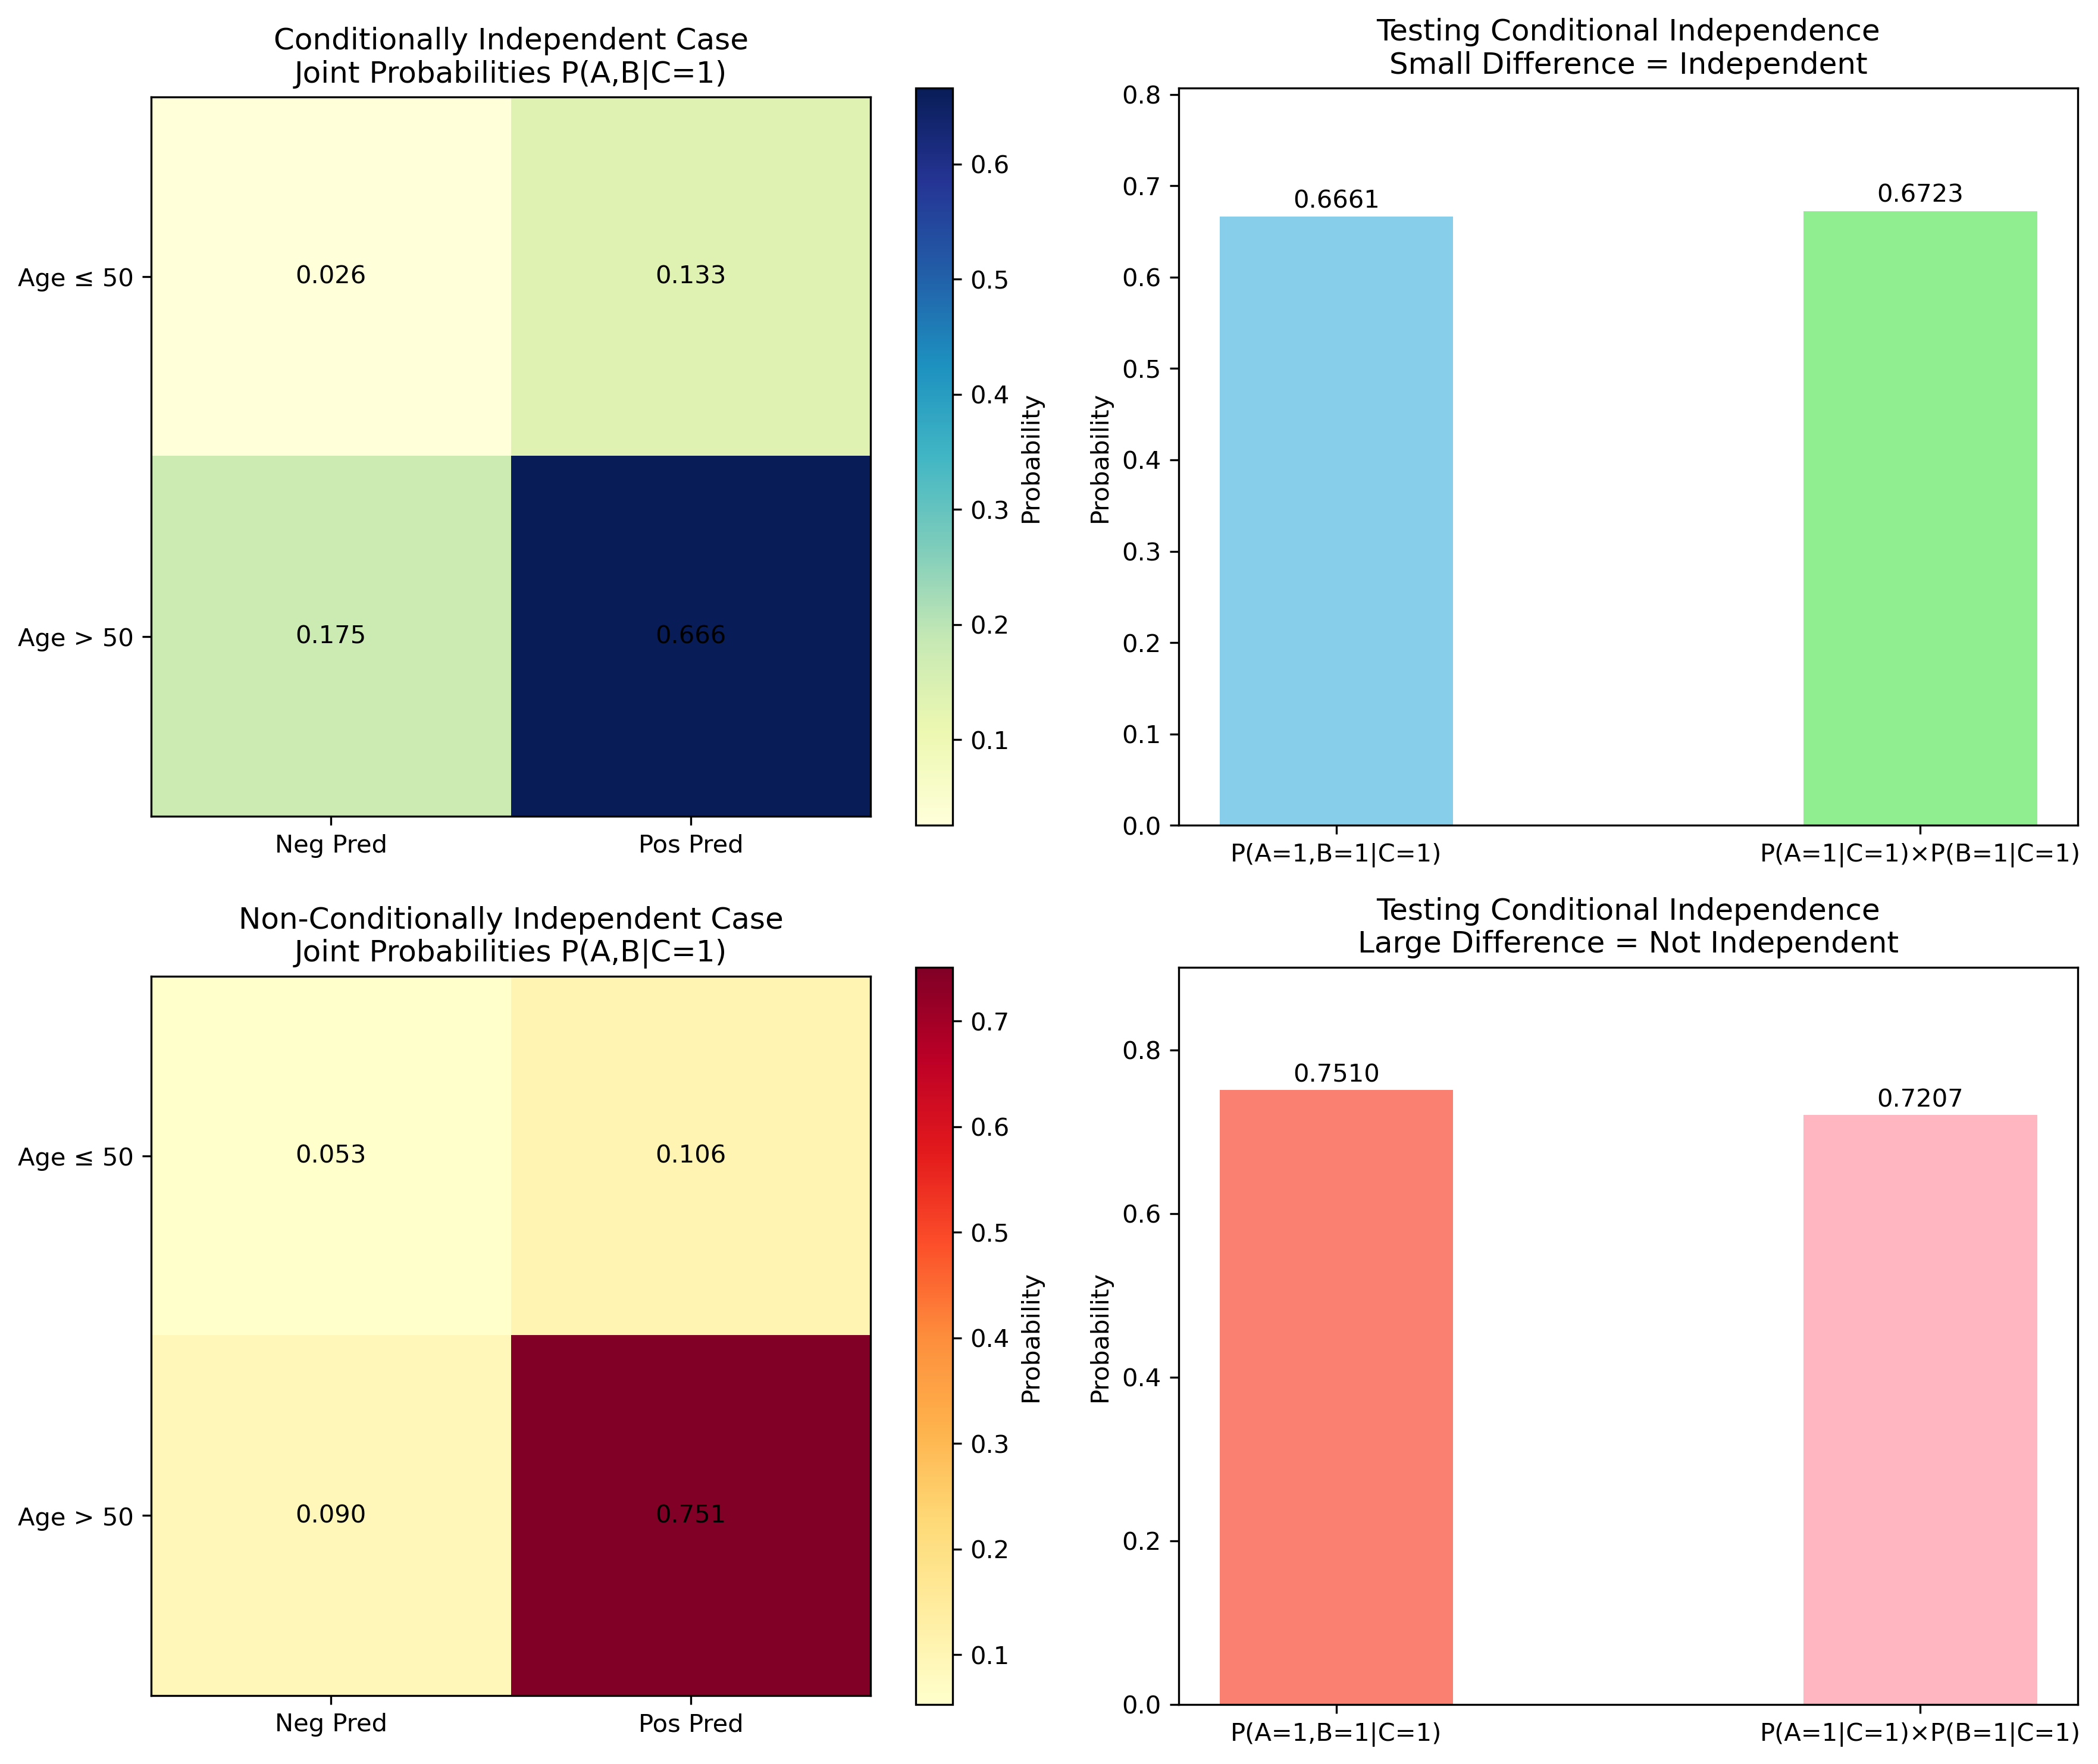 Conditionally Independent Case
Joint Probabilities P(A,B|C=1)
Age ≤ 50
Age > 50
0.026
0.133
0.175
0.666
Neg Pred
Pos Pred
0.6
0.5
0.4
0.3
0.2
0.1
Probability
Testing Conditional Independence
Small Difference = Independent
Probability
0.8
0.7
0.6
0.5
0.4
0.3
0.2
0.1
0.0
0.6661
0.6723
P(A=1,B=1|C=1)
P(A=1|C=1)×P(B=1|C=1)
Non-Conditionally Independent Case
Joint Probabilities P(A,B|C=1)
Age ≤ 50
Age > 50
0.053
0.106
0.090
0.751
Neg Pred
Pos Pred
0.7
0.6
0.5
0.4
0.3
0.2
0.1
Probability
Testing Conditional Independence
Large Difference = Not Independent
Probability
0.8
0.6
0.4
0.2
0.0
0.7510
0.7207
P(A=1,B=1|C=1)
P(A=1|C=1)×P(B=1|C=1)